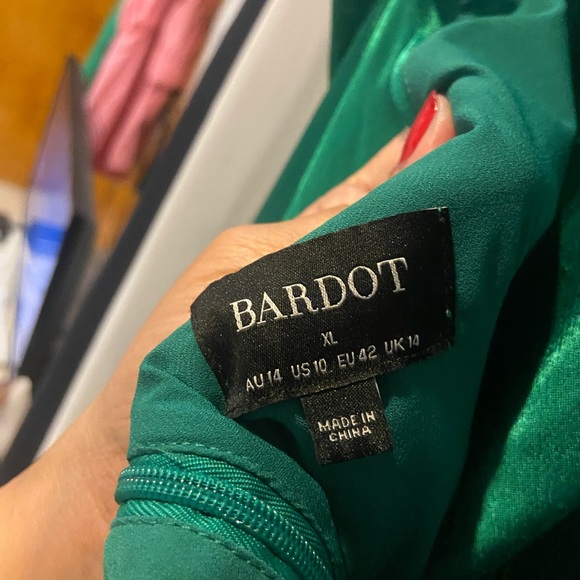 BARDOT
XL
AU 14 US 10 EU 42 UK 14
MADE IN
CHINA